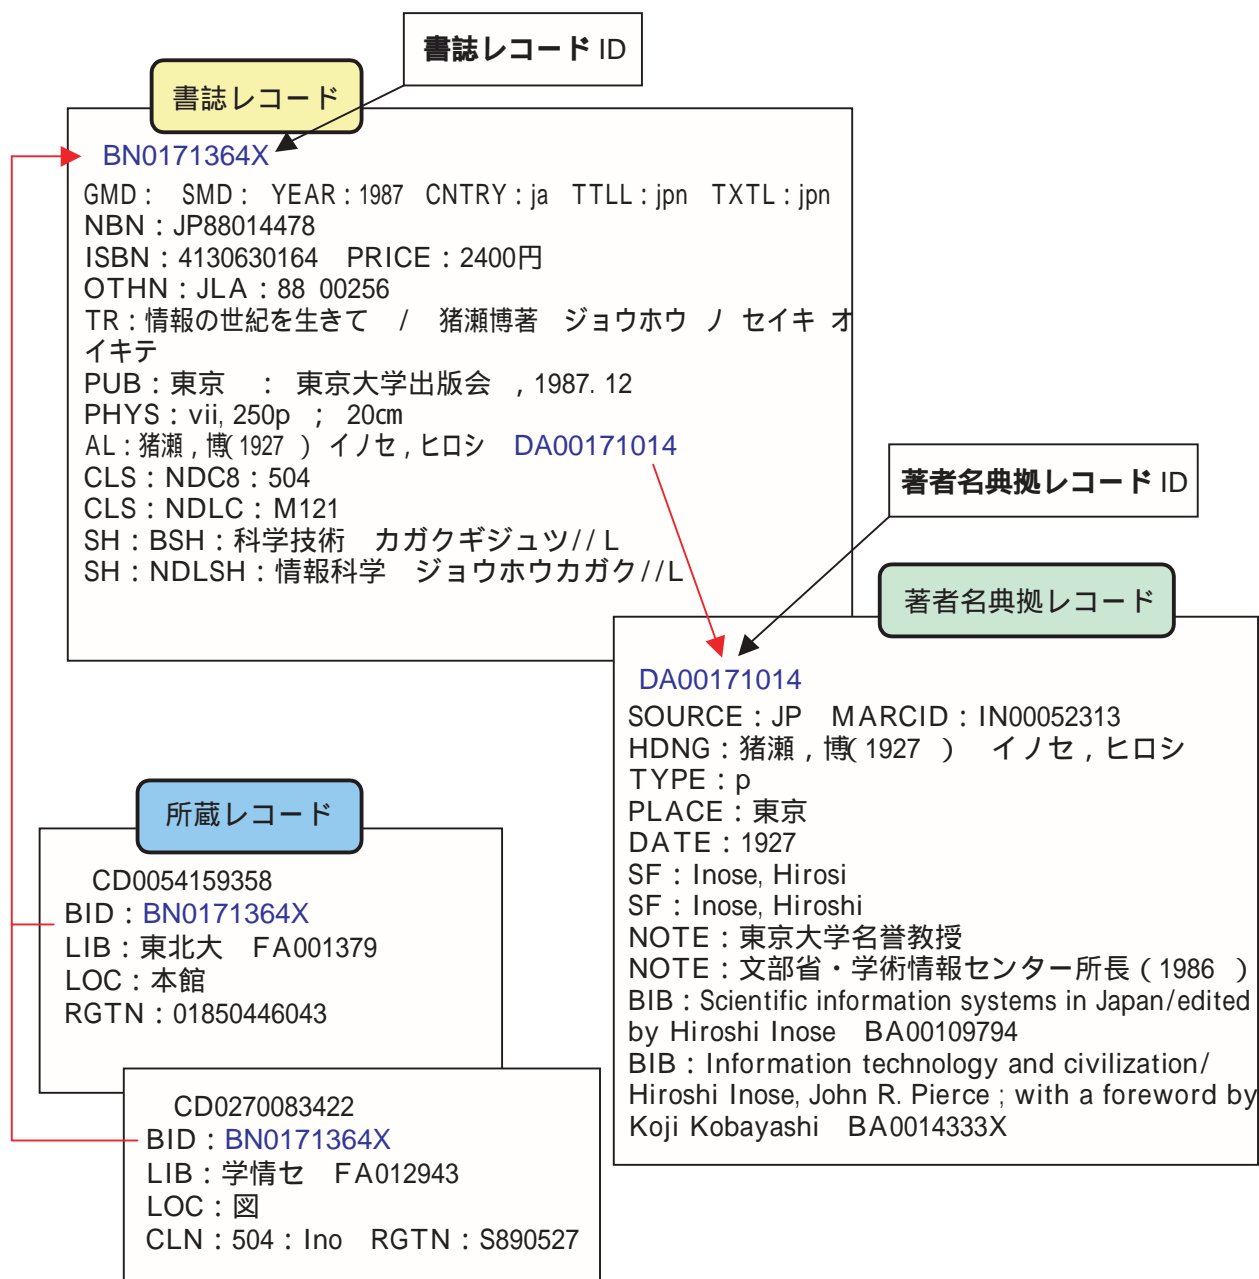 書誌レコード ID
書誌レコード
BN0171364X
GMD： SMD： YEAR：1987 CNTRY：ja TTLL：jpn TXTL：jpn
NBN：JP88014478
ISBN：4130630164 PRICE：2400円
OTHN：JLA：88 00256
TR：情報の世紀を生きて / 猪瀬博著 ジョウホウ ノ セイキ オ
イキテ
PUB：東京 ： 東京大学出版会 , 1987. 12
PHYS：vii, 250p ； 20㎝
AL：猪瀬 , 博( 1927 ) イノセ , ヒロシ DA00171014
CLS：NDC8：504
CLS：NDLC：M121
SH：BSH：科学技術 カガクギジュツ// L
SH：NDLSH：情報科学 ジョウホウカガク//L
著者名典拠レコード ID
著者名典拠レコード
DA00171014
SOURCE：JP MARCID：IN00052313
HDNG：猪瀬 , 博( 1927 ) イノセ , ヒロシ
TYPE：p
PLACE：東京
DATE：1927
SF：Inose, Hirosi
SF：Inose, Hiroshi
NOTE：東京大学名誉教授
NOTE：文部省・学術情報センター所長 ( 1986 )
BIB：Scientific information systems in Japan/edited
by Hiroshi Inose BA00109794
BIB：Information technology and civilization/
Hiroshi Inose, John R. Pierce ; with a foreword by
Koji Kobayashi BA0014333X
所蔵レコード
CD0054159358
BID：BN0171364X
LIB：東北大 FA001379
LOC：本館
RGTN：01850446043
CD0270083422
BID：BN0171364X
LIB：学情セ FA012943
LOC：図
CLN：504：Ino RGTN：S890527